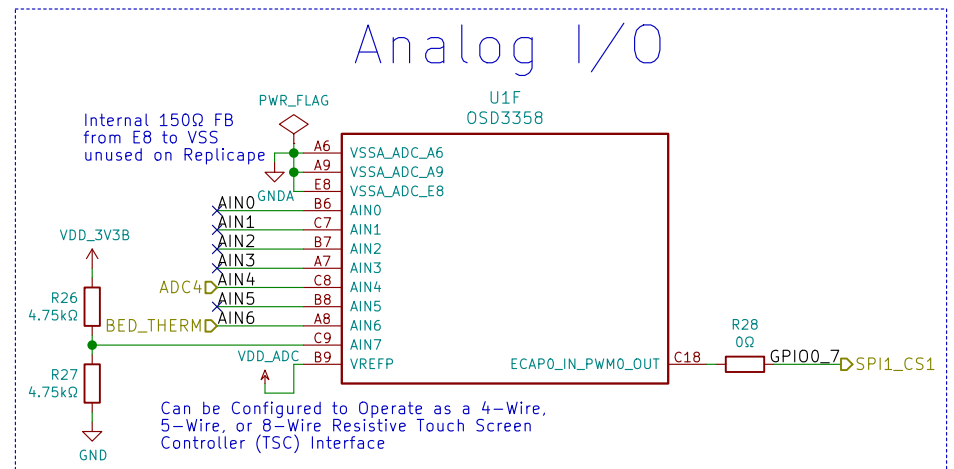 Analog I/O
U1F
OSD3358
PWR_FLAG
Internal 150Ω FB
from E8 to VSS
unused on Replicape
GNDA
A6 VSSA_ADC_A6
A9 VSSA_ADC_A9
E8 VSSA_ADC_E8
AIN0 B6 AIN0
AIN1 C7 AIN1
AIN2 B7 AIN2
AIN3 A7 AIN3
ADC4 AIN4 C8 AIN4
AIN5 B8 AIN5
BED_THERM AIN6 A8 AIN6
C9 AIN7
VDD_ADC B9 VREFP
VDD_3V3B
R26
4.75kΩ
R27
4.75kΩ
GND
ECAP0_IN_PWM0_OUT C18
R28
0Ω
GPIO0_7 SPI1_CS1
Can be Configured to Operate as a 4-Wire,
5-Wire, or 8-Wire Resistive Touch Screen
Controller (TSC) Interface